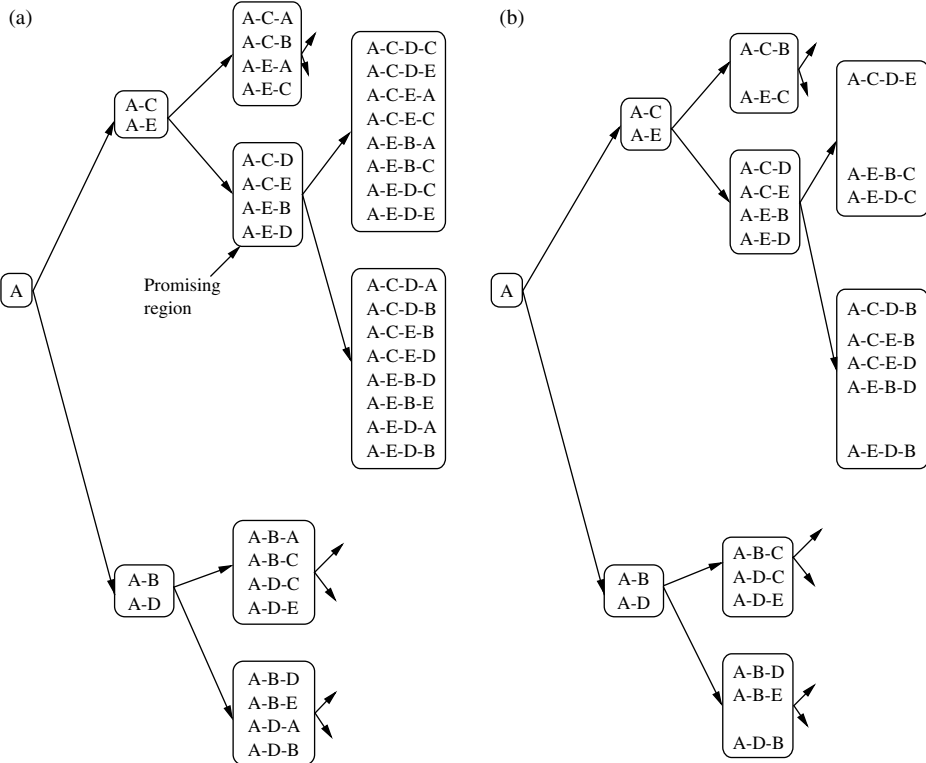 (a)
A
A-C
A-E
A-C-A
A-C-B
A-E-A
A-E-C
A-C-D
A-C-E
A-E-B
A-E-D
Promising
region
A-C-D-C
A-C-D-E
A-C-E-A
A-C-E-C
A-E-B-A
A-E-B-C
A-E-D-C
A-E-D-E
A-C-D-A
A-C-D-B
A-C-E-B
A-C-E-D
A-E-B-D
A-E-B-E
A-E-D-A
A-E-D-B
A-B
A-D
A-B-A
A-B-C
A-D-C
A-D-E
A-B-D
A-B-E
A-D-A
A-D-B
(b)
A
A-C
A-E
A-C-B
A-E-C
A-C-D
A-C-E
A-E-B
A-E-D
A-C-D-E
A-E-B-C
A-E-D-C
A-C-D-B
A-C-E-B
A-C-E-D
A-E-B-D
A-E-D-B
A-B
A-D
A-B-C
A-D-C
A-D-E
A-B-D
A-B-E
A-D-B